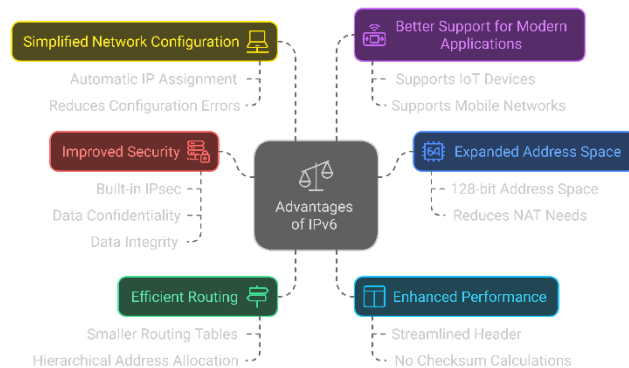 Simplified Network Configuration
Automatic IP Assignment
Reduces Configuration Errors
Better Support for Modern
Applications
Supports IoT Devices
Supports Mobile Networks
Improved Security
Built-in IPsec
Data Confidentiality
Data Integrity
Advantages
of IPv6
64
Expanded Address Space
128-bit Address Space
Reduces NAT Needs
Efficient Routing
Smaller Routing Tables
Hierarchical Address Allocation
Enhanced Performance
Streamlined Header
No Checksum Calculations